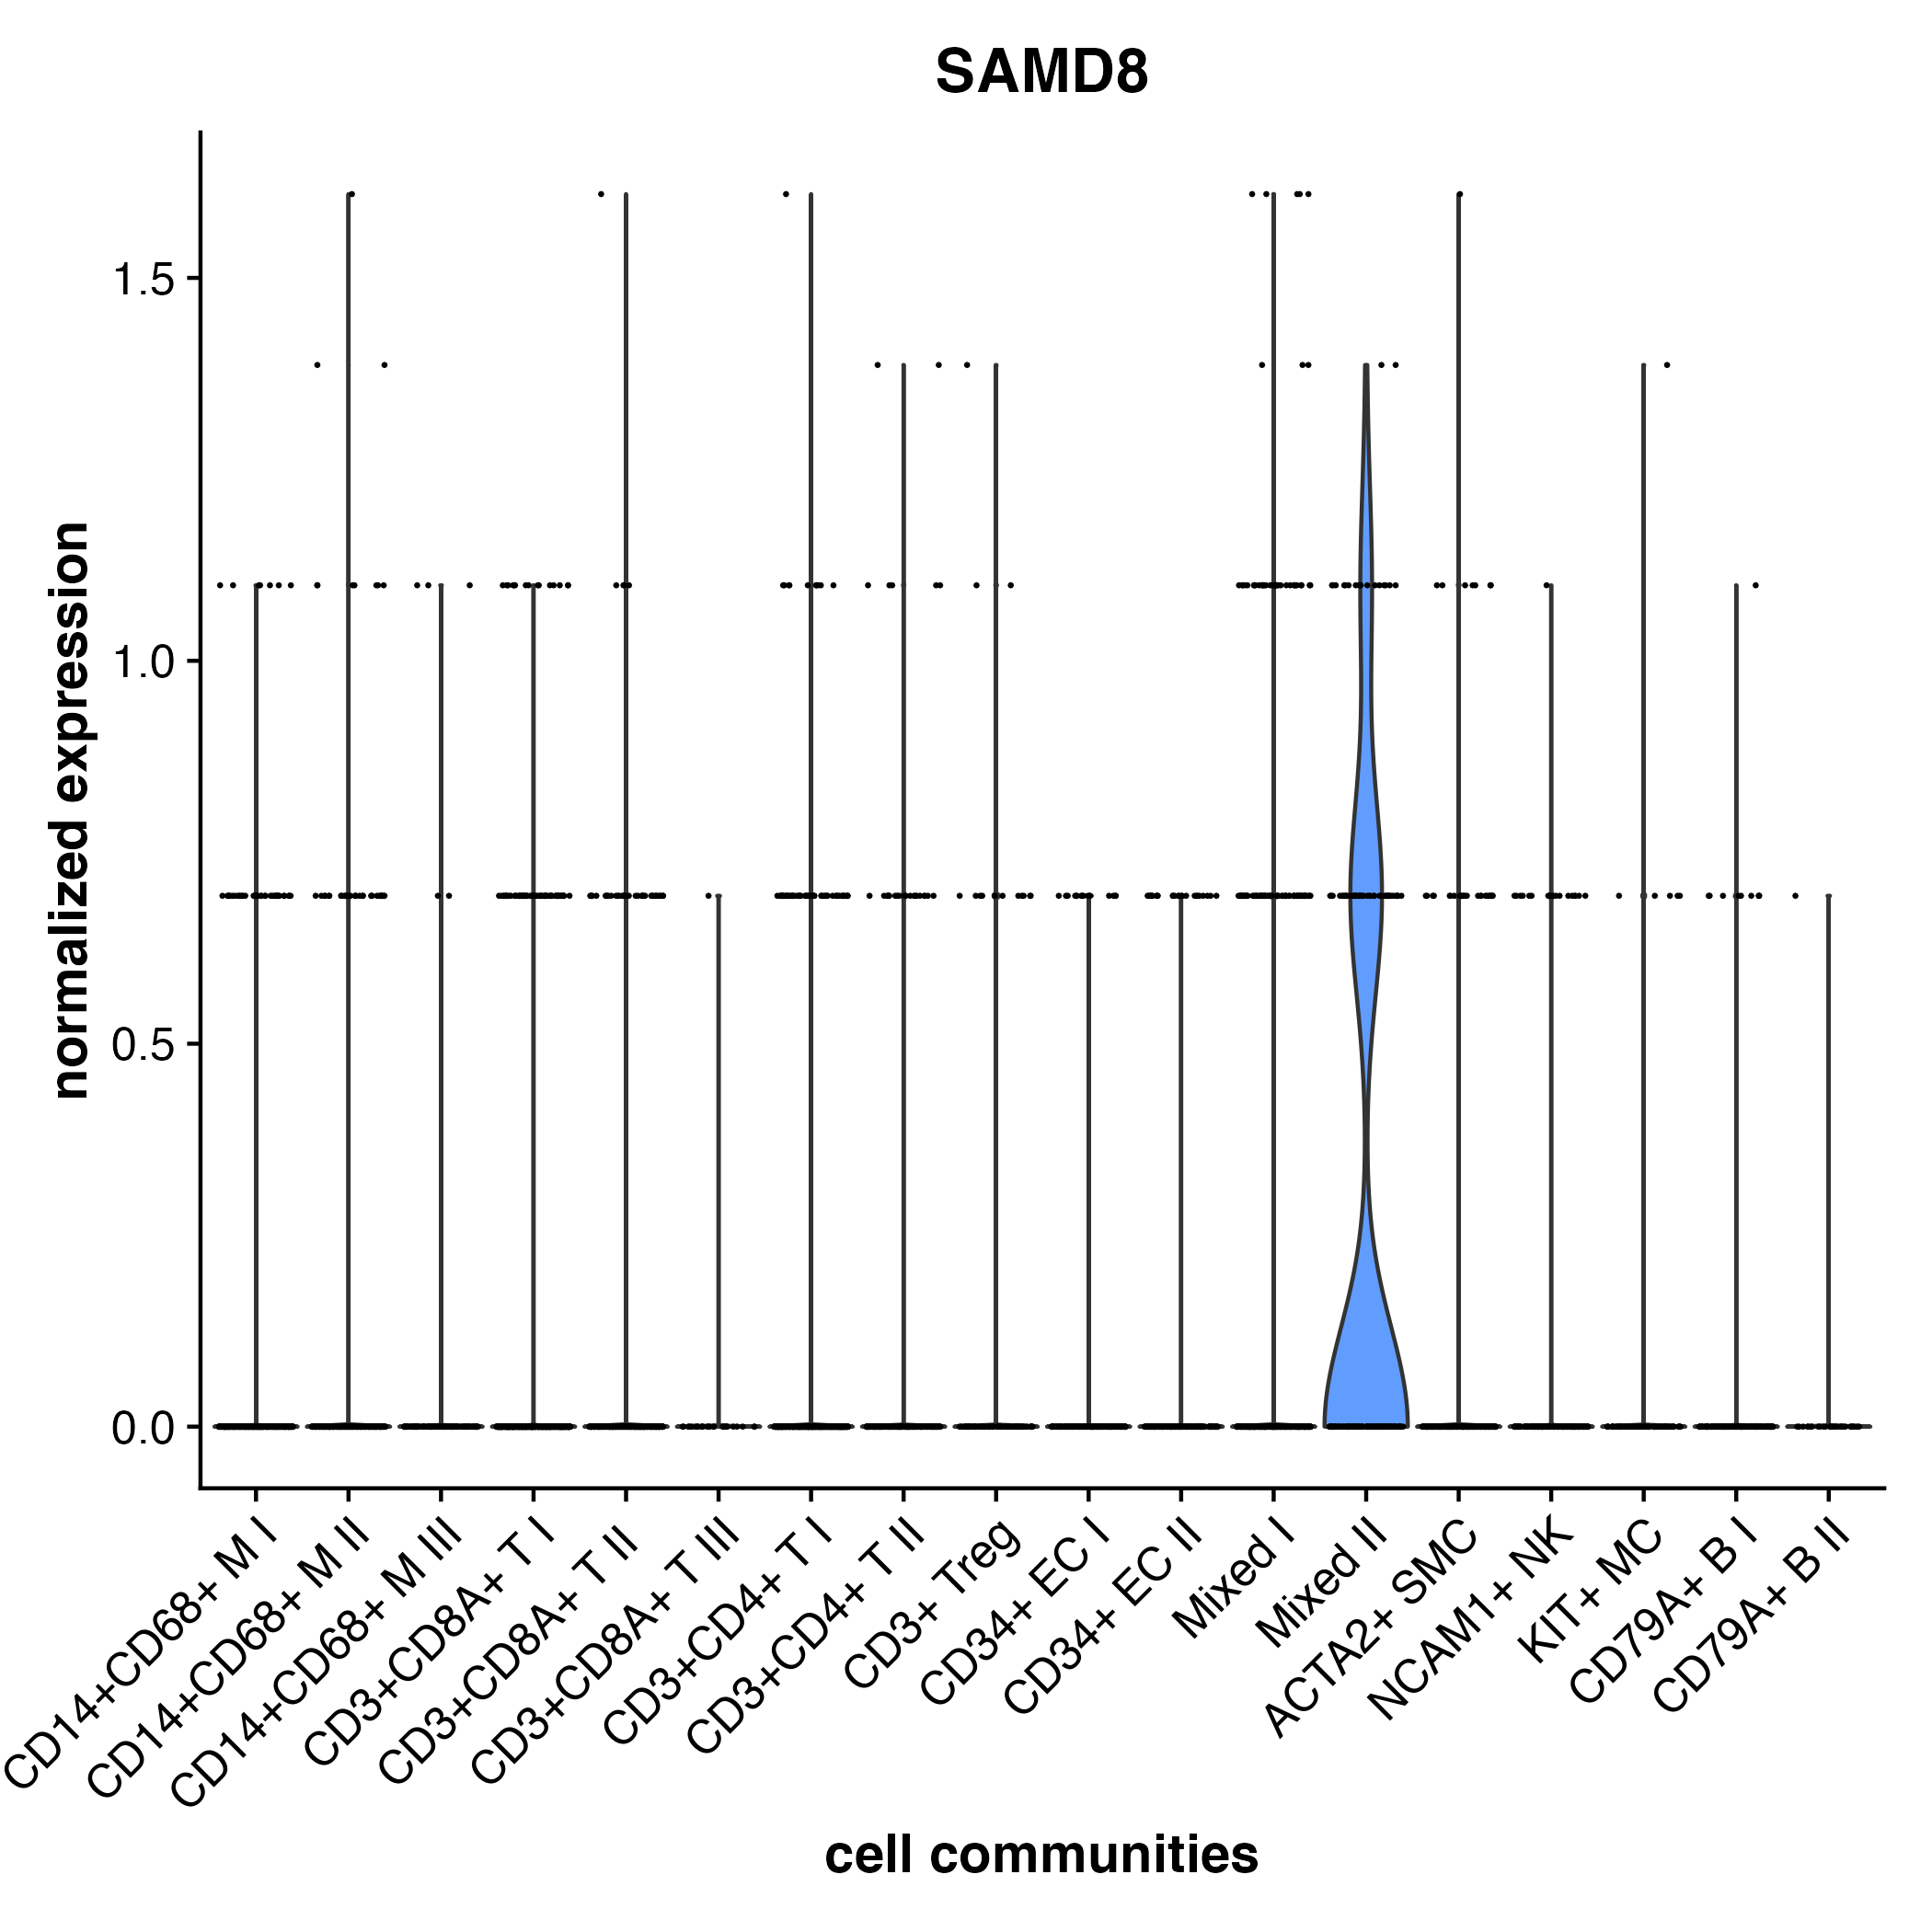 SAMD8
normalized expression
1.5
1.0
0.5
0.0
CD14+CD68+ M I
CD14+CD68+ M II
CD14+CD68+ M III
CD3+CD8A+ T I
CD3+CD8A+ T II
CD3+CD8A+ T III
CD3+CD4+ T I
CD3+CD4+ T II
CD3+ Treg
CD34+ EC I
CD34+ EC II
Mixed I
Mixed II
ACTA2+ SMC
NCAM1+ NK
KIT+ MC
CD79A+ B I
CD79A+ B II
cell communities